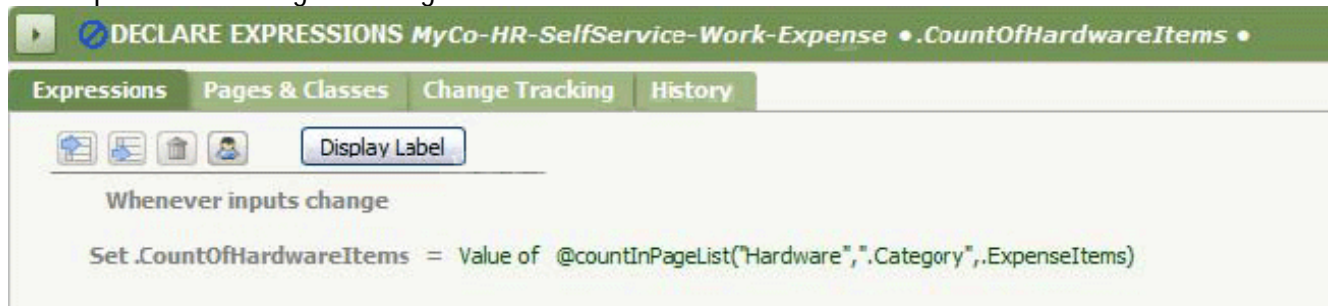 DECLARE EXPRESSIONS MyCo-HR-SelfService-Work-Expense •.CountOfHardwareItems •
Expressions Pages & Classes Change Tracking History
Display Label
Whenever inputs change
Set .CountOfHardwareItems = Value of @countInPageList("Hardware",".Category",.ExpenseItems)